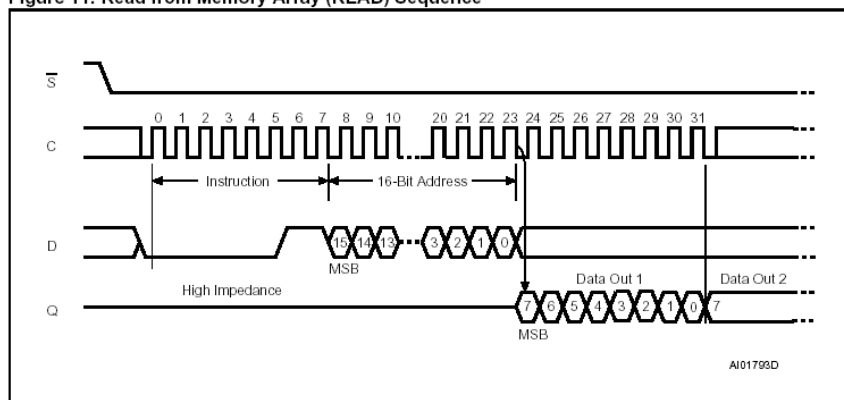 Figure 11. Read from Memory Array (READ) Sequence
S
0 1 2 3 4 5 6 7 8 9 10 20 21 22 23 24 25 26 27 28 29 30 31
C
Instruction 16-Bit Address
D 15 14 13 3 2 1 0
MSB
High Impedance Data Out 1 Data Out 2
Q 7 6 5 4 3 2 1 0 7
MSB
AI01793D